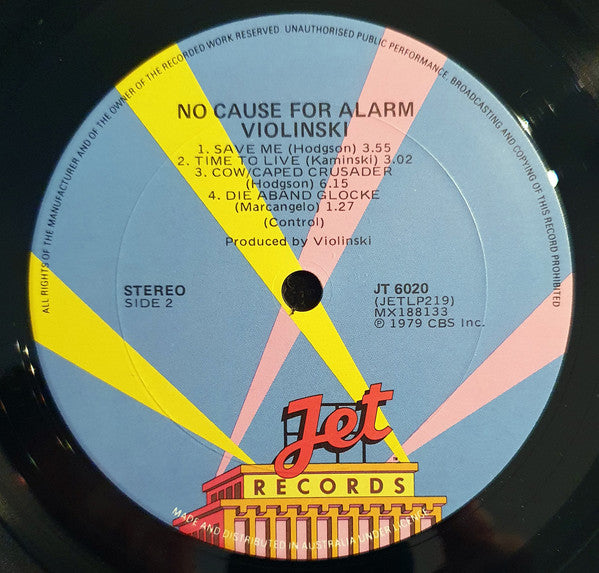 ALL RIGHTS OF THE MANUFACTURER AND OF THE OWNER OF THE RECORDED WORK RESERVED. UNAUTHORISED PUBLIC PERFORMANCE, BROADCASTING AND COPYING OF THIS RECORD PROHIBITED
NO CAUSE FOR ALARM
VIOLINSKI
1. SAVE ME (Hodgson) 3.55
2. TIME TO LIVE (Kaminski) 3.02
3. COW/CAPED CRUSADER
(Hodgson) 6.15
4. DIE ABAND GLOCKE
(Marcangelo) 1.27
(Control)
Produced by Violinski
STEREO
SIDE 2
JT 6020
(JETLP219)
MX188133
℗ 1979 CBS Inc.
Jet
RECORDS
MADE AND DISTRIBUTED IN AUSTRALIA UNDER LICENSE